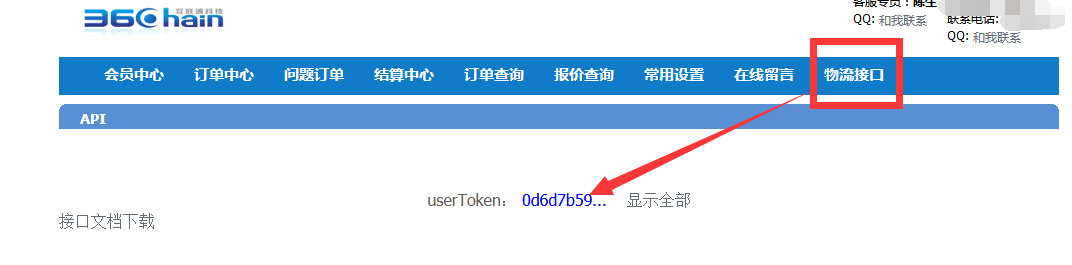 360hain
互联通科技
客服专员：陈生
QQ: 和我联系
联系电话:
QQ: 和我联系
会员中心 订单中心 问题订单 结算中心 订单查询 报价查询 常用设置 在线留言 物流接口
API
userToken： 0d6d7b59... 显示全部
接口文档下载